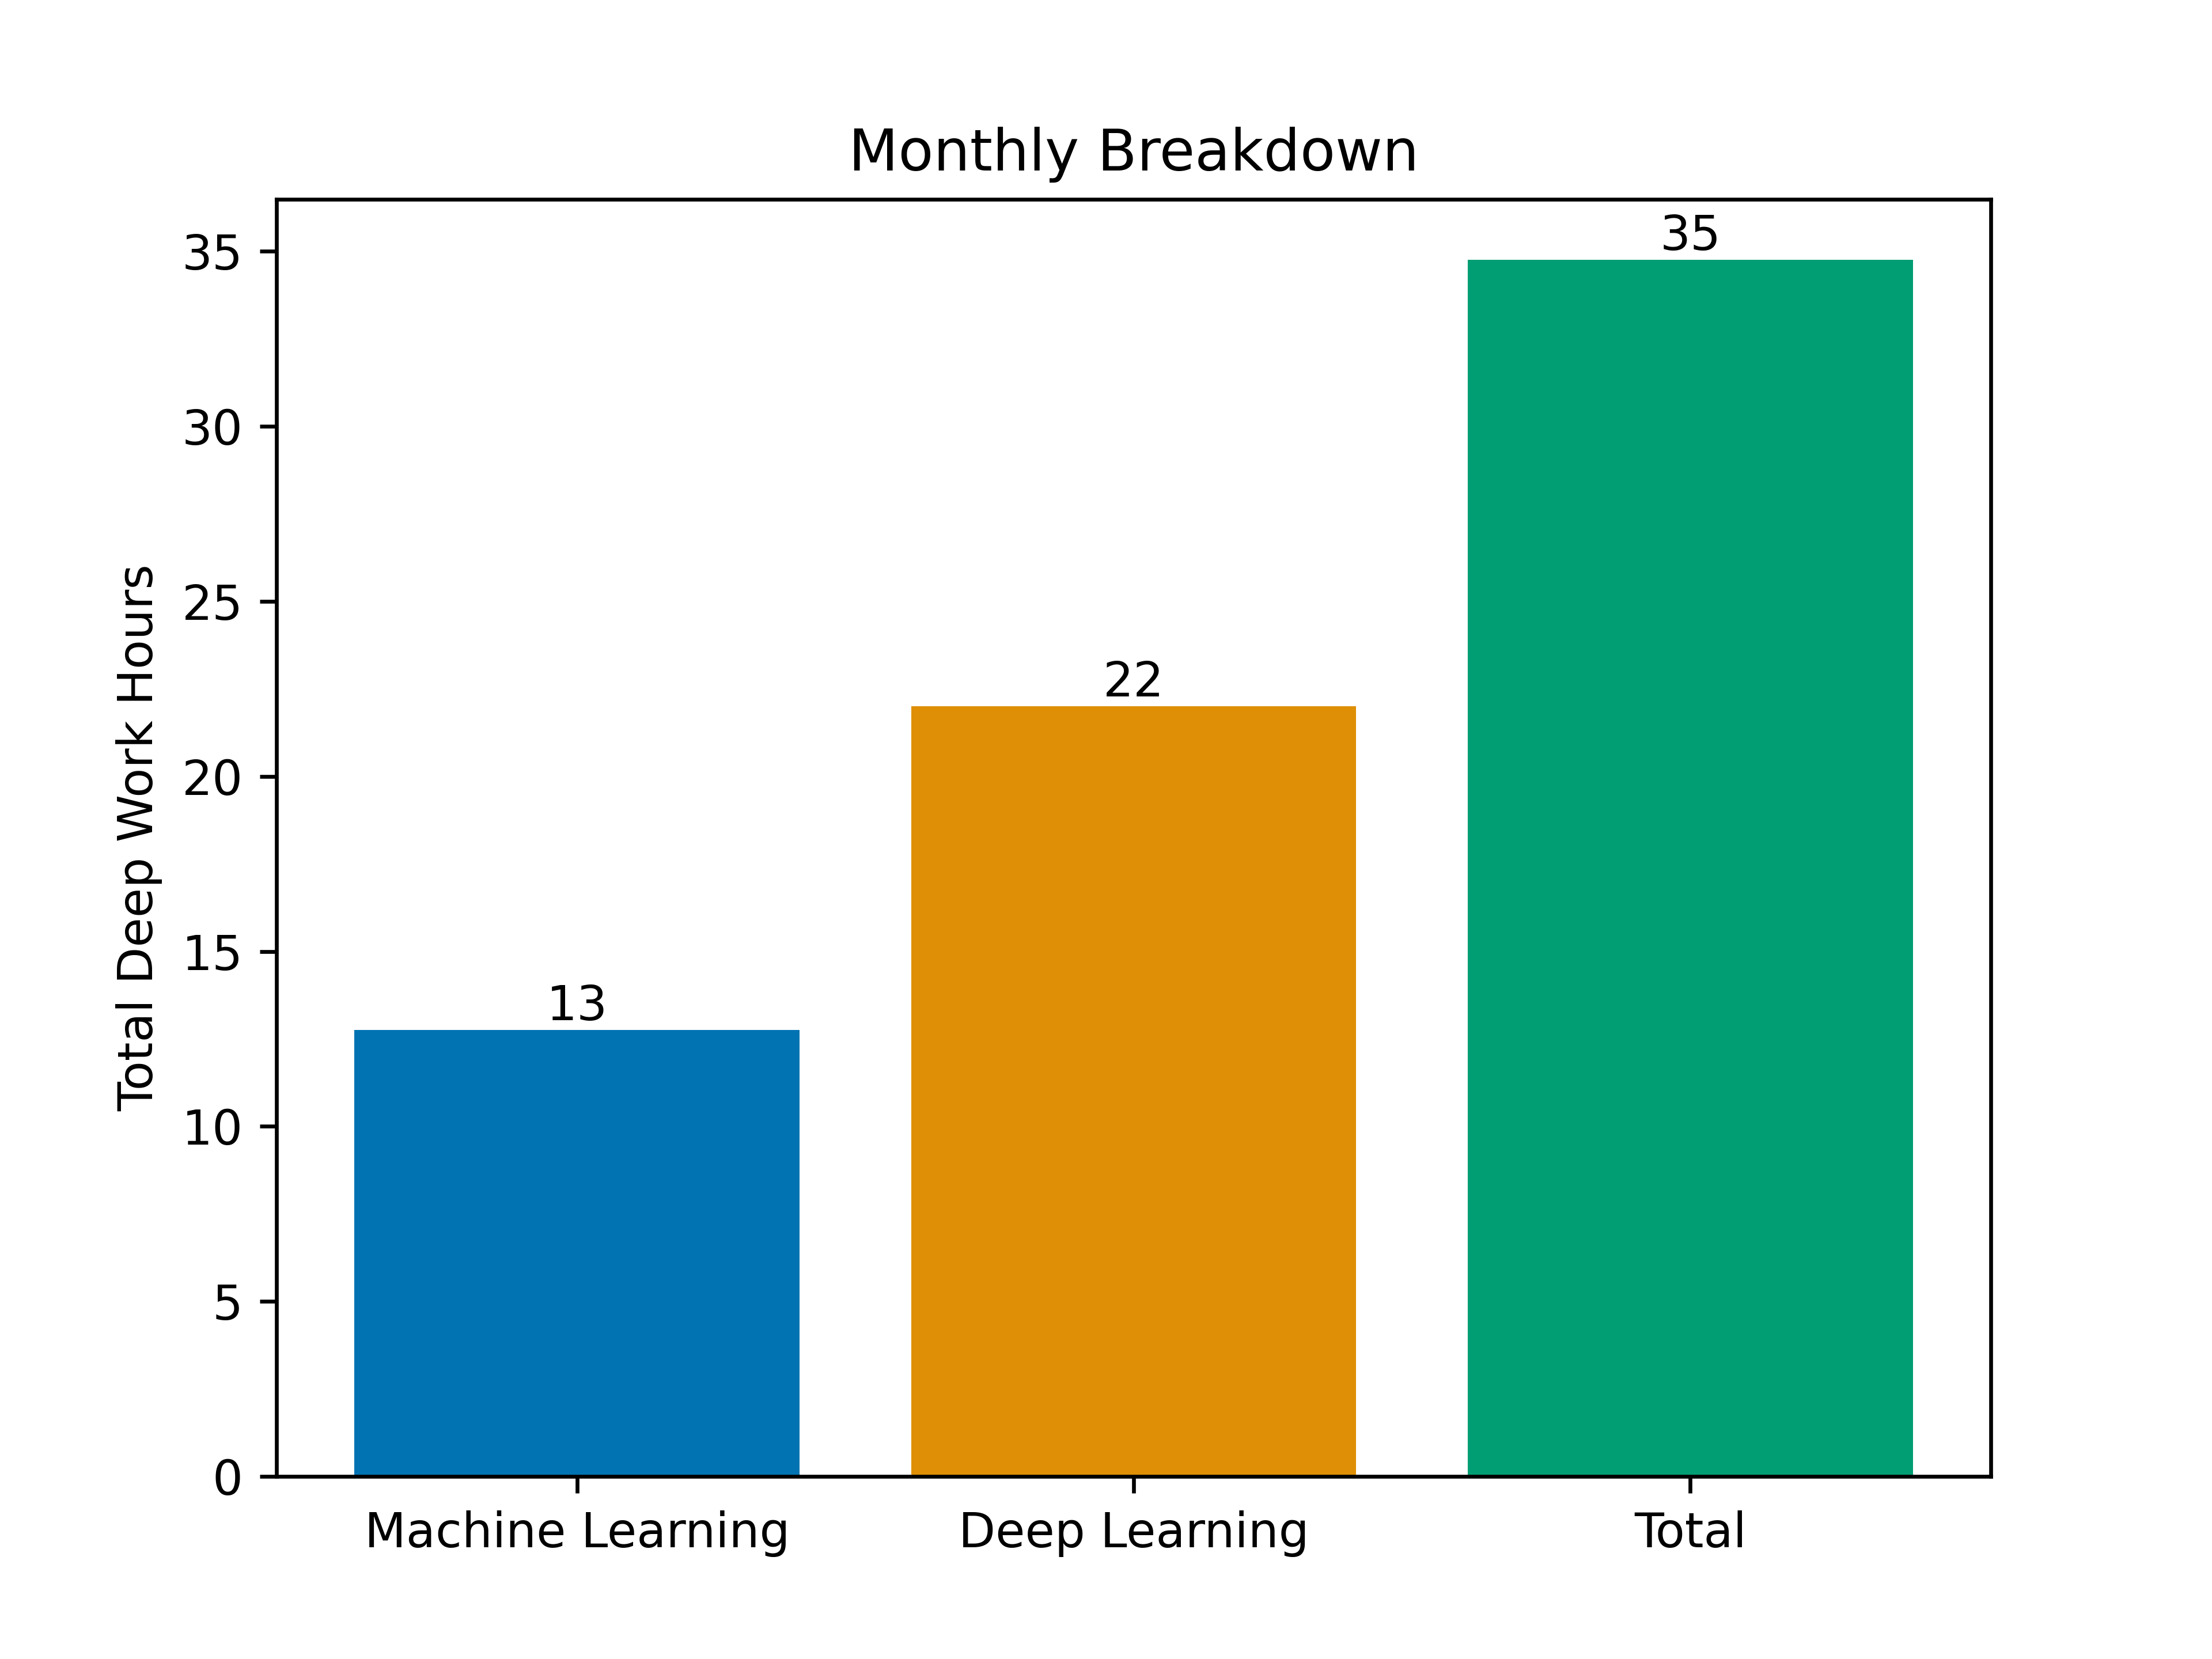 Monthly Breakdown
Total Deep Work Hours
35
30
25
20
15
10
5
0
13
22
35
Machine Learning
Deep Learning
Total